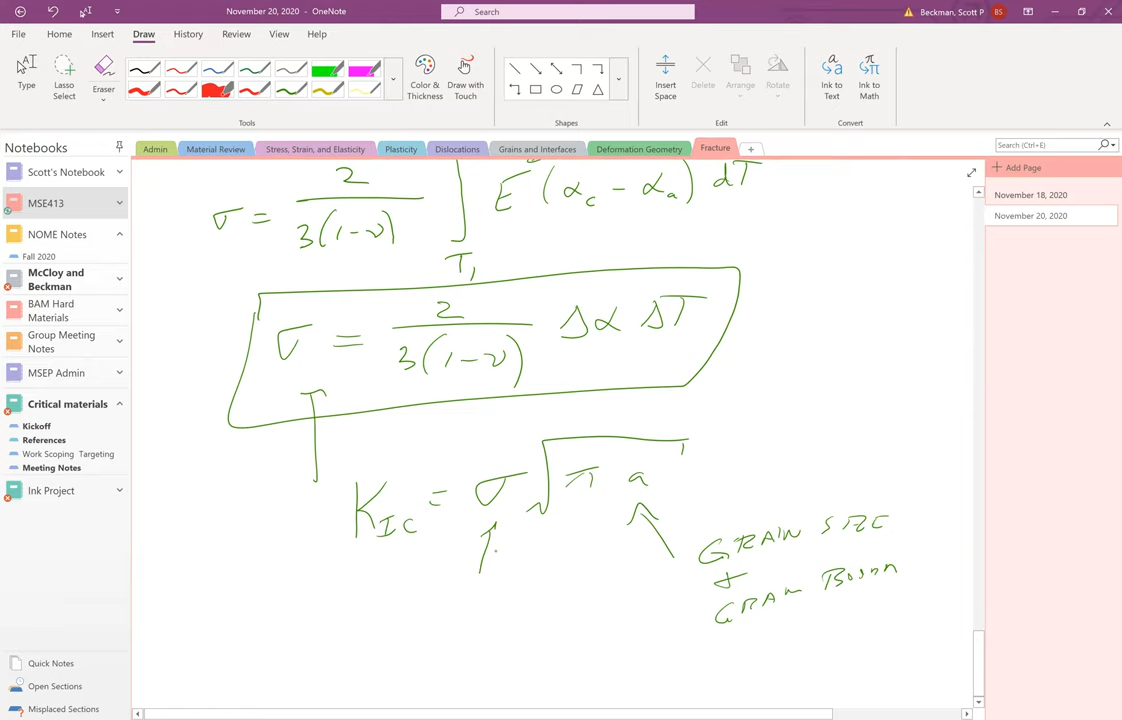 November 20, 2020 - OneNote
Search
Beckman, Scott P
BS
File Home Insert Draw History Review View Help
Type
Lasso Select
Eraser
Color & Thickness
Draw with Touch
Insert Space
Delete
Arrange
Rotate
Ink to Text
Ink to Math
Tools
Shapes
Edit
Convert
Notebooks
Admin Material Review Stress, Strain, and Elasticity Plasticity Dislocations Grains and Interfaces Deformation Geometry Fracture
Search (Ctrl+E)
Add Page
November 18, 2020
November 20, 2020
Scott's Notebook
MSE413
NOME Notes
Fall 2020
McCloy and Beckman
BAM Hard Materials
Group Meeting Notes
MSEP Admin
Critical materials
Kickoff
References
Work Scoping Targeting
Meeting Notes
Ink Project
Quick Notes
Open Sections
Misplaced Sections
σ = 2 / 3(1-ν) ∫ T1 E (αc - αa) dT
σ = 2 / 3(1-ν) Δα ΔT
KIC = σ √π a
GRAIN SIZE
+
GRAIN